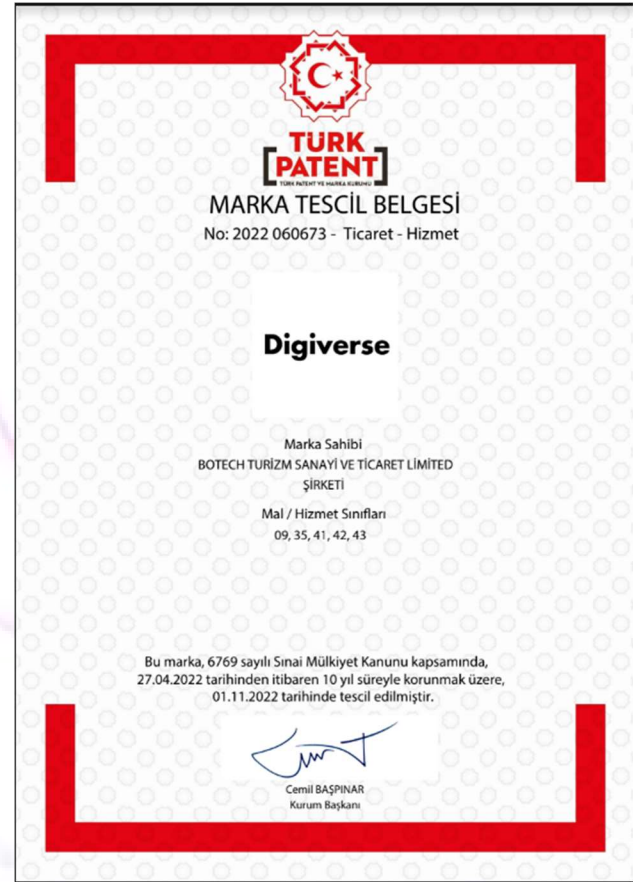 TÜRK
PATENT
TÜRK PATENT VE MARKA KURUMU
MARKA TESCİL BELGESİ
No: 2022 060673 - Ticaret - Hizmet
Digiverse
Marka Sahibi
BOTECH TURİZM SANAYİ VE TİCARET LİMİTED
ŞİRKETİ
Mal / Hizmet Sınıfları
09, 35, 41, 42, 43
Bu marka, 6769 sayılı Sınai Mülkiyet Kanunu kapsamında,
27.04.2022 tarihinden itibaren 10 yıl süreyle korunmak üzere,
01.11.2022 tarihinde tescil edilmiştir.
Cemil BAŞPINAR
Kurum Başkanı